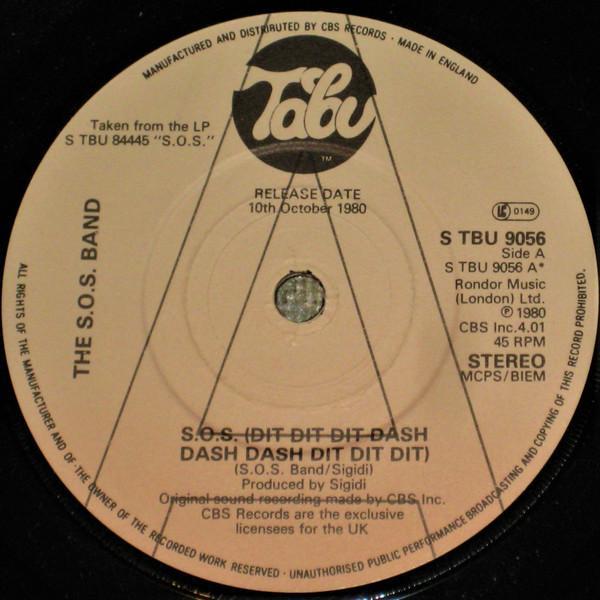 MANUFACTURED AND DISTRIBUTED BY CBS RECORDS · MADE IN ENGLAND
Tabu
TM
Taken from the LP
S TBU 84445 "S.O.S."
RELEASE DATE
10th October 1980
LC 0149
THE S.O.S. BAND
S TBU 9056
Side A
S TBU 9056 A*
Rondor Music
(London) Ltd.
℗ 1980
CBS Inc.4.01
45 RPM
STEREO
MCPS/BIEM
S.O.S. (DIT DIT DIT DASH
DASH DASH DIT DIT DIT)
(S.O.S. Band/Sigidi)
Produced by Sigidi
Original sound recording made by CBS, Inc.
CBS Records are the exclusive
licensees for the UK
ALL RIGHTS OF THE MANUFACTURER AND OF THE OWNER OF THE RECORDED WORK RESERVED · UNAUTHORISED PUBLIC PERFORMANCE BROADCASTING AND COPYING OF THIS RECORD PROHIBITED.